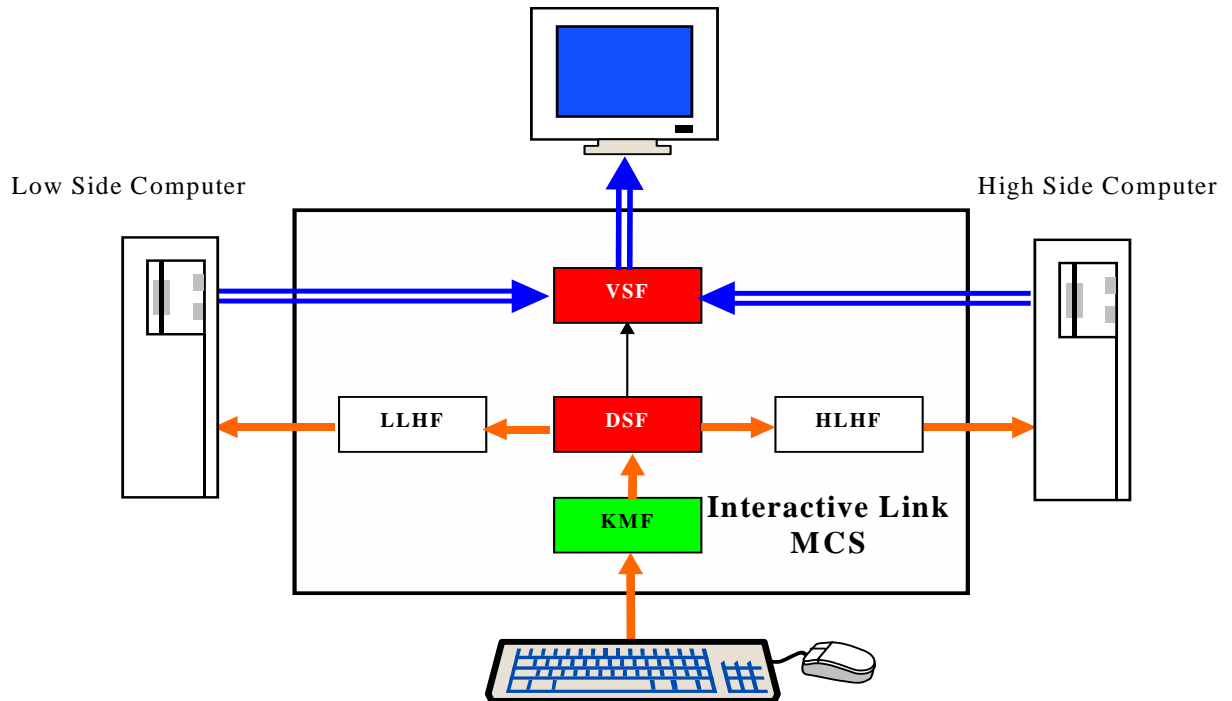 Low Side Computer
High Side Computer
VSF
LLHF
DSF
HLHF
KMF
Interactive Link
MCS